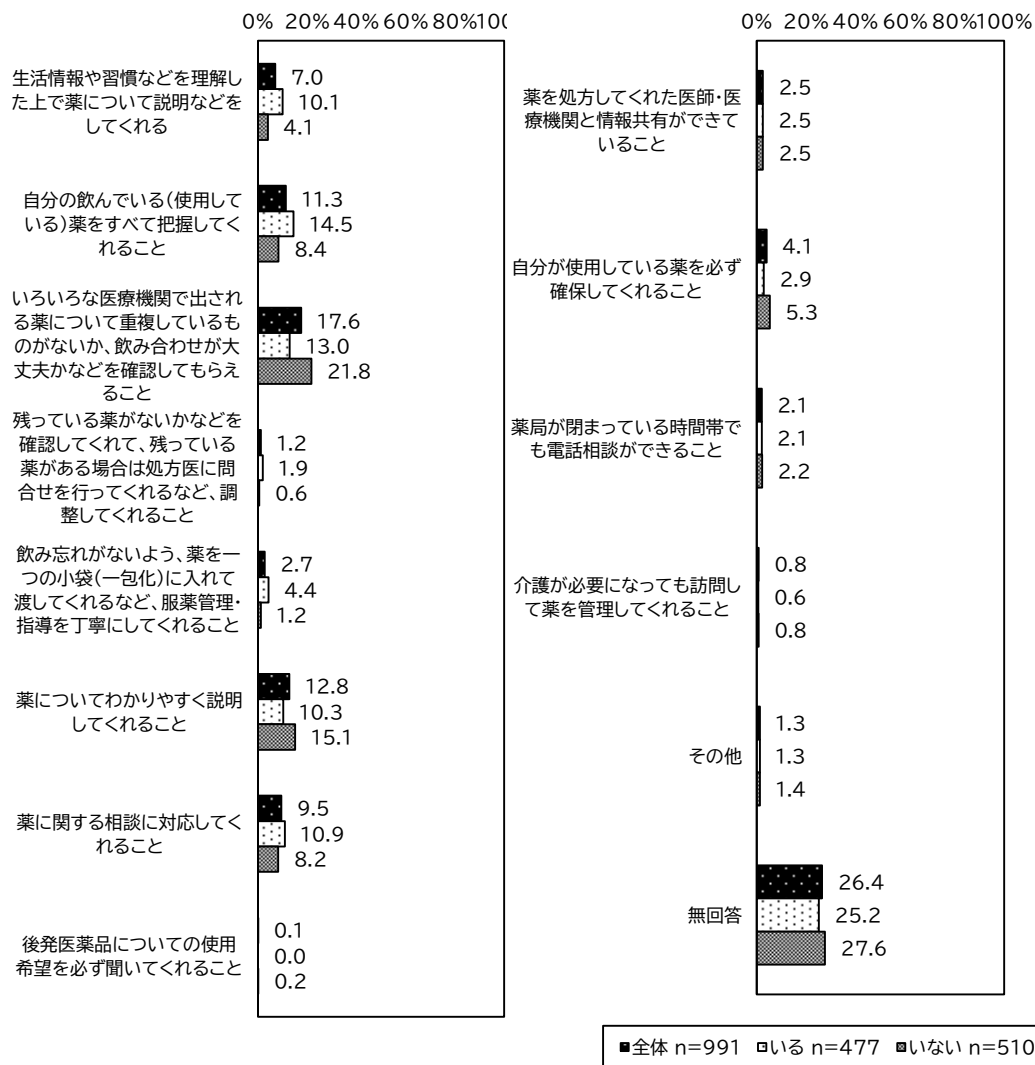 0% 20% 40% 60% 80% 100%
生活情報や習慣などを理解し
た上で薬について説明などを
してくれる
7.0
10.1
4.1
自分の飲んでいる(使用して
いる)薬をすべて把握してく
れること
11.3
14.5
8.4
いろいろな医療機関で出され
る薬について重複しているも
のがないか、飲み合わせが大
丈夫かなどを確認してもらえ
ること
17.6
13.0
21.8
残っている薬がないかなどを
確認してくれて、残っている
薬がある場合は処方医に問
合せを行ってくれるなど、調
整してくれること
1.2
1.9
0.6
飲み忘れがないよう、薬を一
つの小袋(一包化)に入れて
渡してくれるなど、服薬管理・
指導を丁寧にしてくれること
2.7
4.4
1.2
薬についてわかりやすく説明
してくれること
12.8
10.3
15.1
薬に関する相談に対応してく
れること
9.5
10.9
8.2
後発医薬品についての使用
希望を必ず聞いてくれること
0.1
0.0
0.2
0% 20% 40% 60% 80% 100%
薬を処方してくれた医師・医
療機関と情報共有ができて
いること
2.5
2.5
2.5
自分が使用している薬を必ず
確保してくれること
4.1
2.9
5.3
薬局が閉まっている時間帯で
も電話相談ができること
2.1
2.1
2.2
介護が必要になっても訪問し
て薬を管理してくれること
0.8
0.6
0.8
その他
1.3
1.3
1.4
無回答
26.4
25.2
27.6
全体 n=991 いる n=477 いない n=510